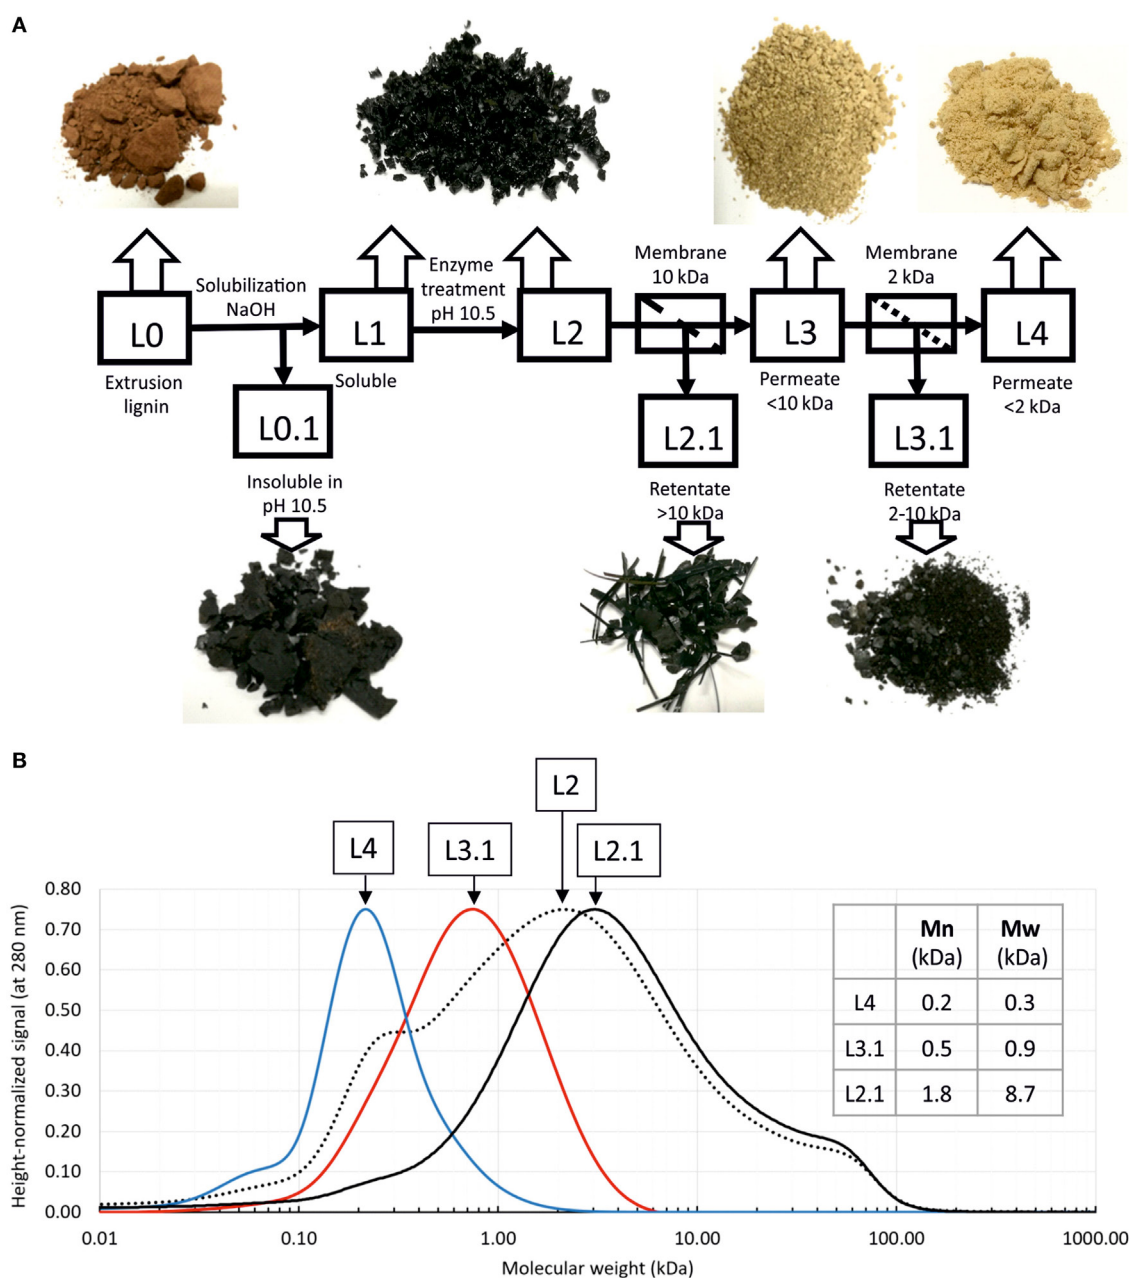 A
Membrane
10 kDa
Membrane
2 kDa
Enzyme
treatment
pH 10.5
Solubilization
NaOH
L0
L1
L2
L3
L4
Extrusion
lignin
Soluble
Permeate
<10 kDa
Permeate
<2 kDa
L0.1
L2.1
L3.1
Insoluble in
pH 10.5
Retentate
>10 kDa
Retentate
2-10 kDa
B
L2
L4
L3.1
L2.1
Height-normalized signal (at 280 nm)
0.80
0.70
0.60
0.50
0.40
0.30
0.20
0.10
0.00
Mn (kDa) Mw (kDa)
L4 0.2 0.3
L3.1 0.5 0.9
L2.1 1.8 8.7
0.01 0.10 1.00 10.00 100.00 1000.00
Molecular weight (kDa)